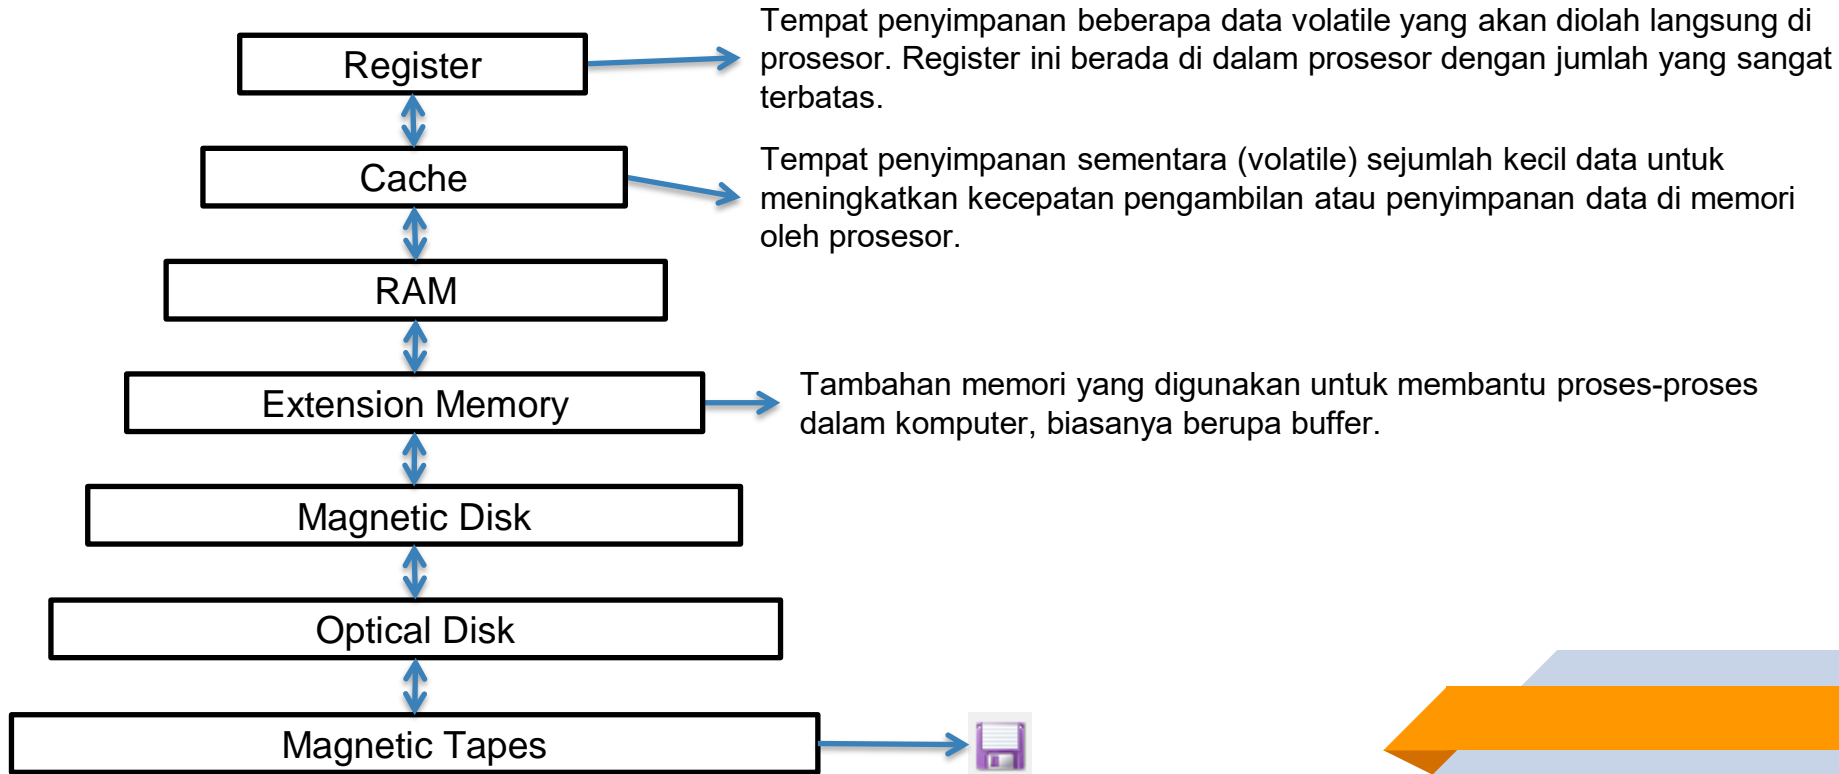 Register
Tempat penyimpanan beberapa data volatile yang akan diolah langsung di
prosesor. Register ini berada di dalam prosesor dengan jumlah yang sangat
terbatas.
Cache
Tempat penyimpanan sementara (volatile) sejumlah kecil data untuk
meningkatkan kecepatan pengambilan atau penyimpanan data di memori
oleh prosesor.
RAM
Extension Memory
Tambahan memori yang digunakan untuk membantu proses-proses
dalam komputer, biasanya berupa buffer.
Magnetic Disk
Optical Disk
Magnetic Tapes